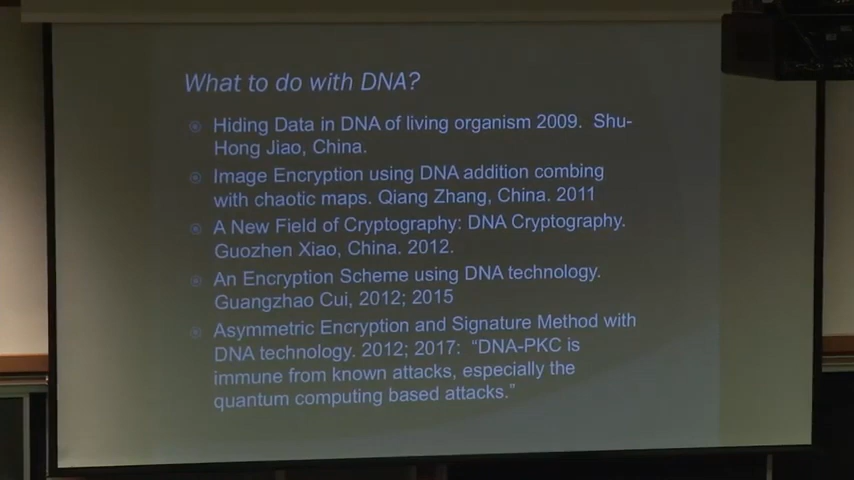 What to do with DNA?
Hiding Data in DNA of living organism 2009. Shu-
Hong Jiao, China.
Image Encryption using DNA addition combing
with chaotic maps. Qiang Zhang, China. 2011
A New Field of Cryptography: DNA Cryptography.
Guozhen Xiao, China. 2012.
An Encryption Scheme using DNA technology.
Guangzhao Cui, 2012; 2015
Asymmetric Encryption and Signature Method with
DNA technology. 2012; 2017: “DNA-PKC is
immune from known attacks, especially the
quantum computing based attacks.”